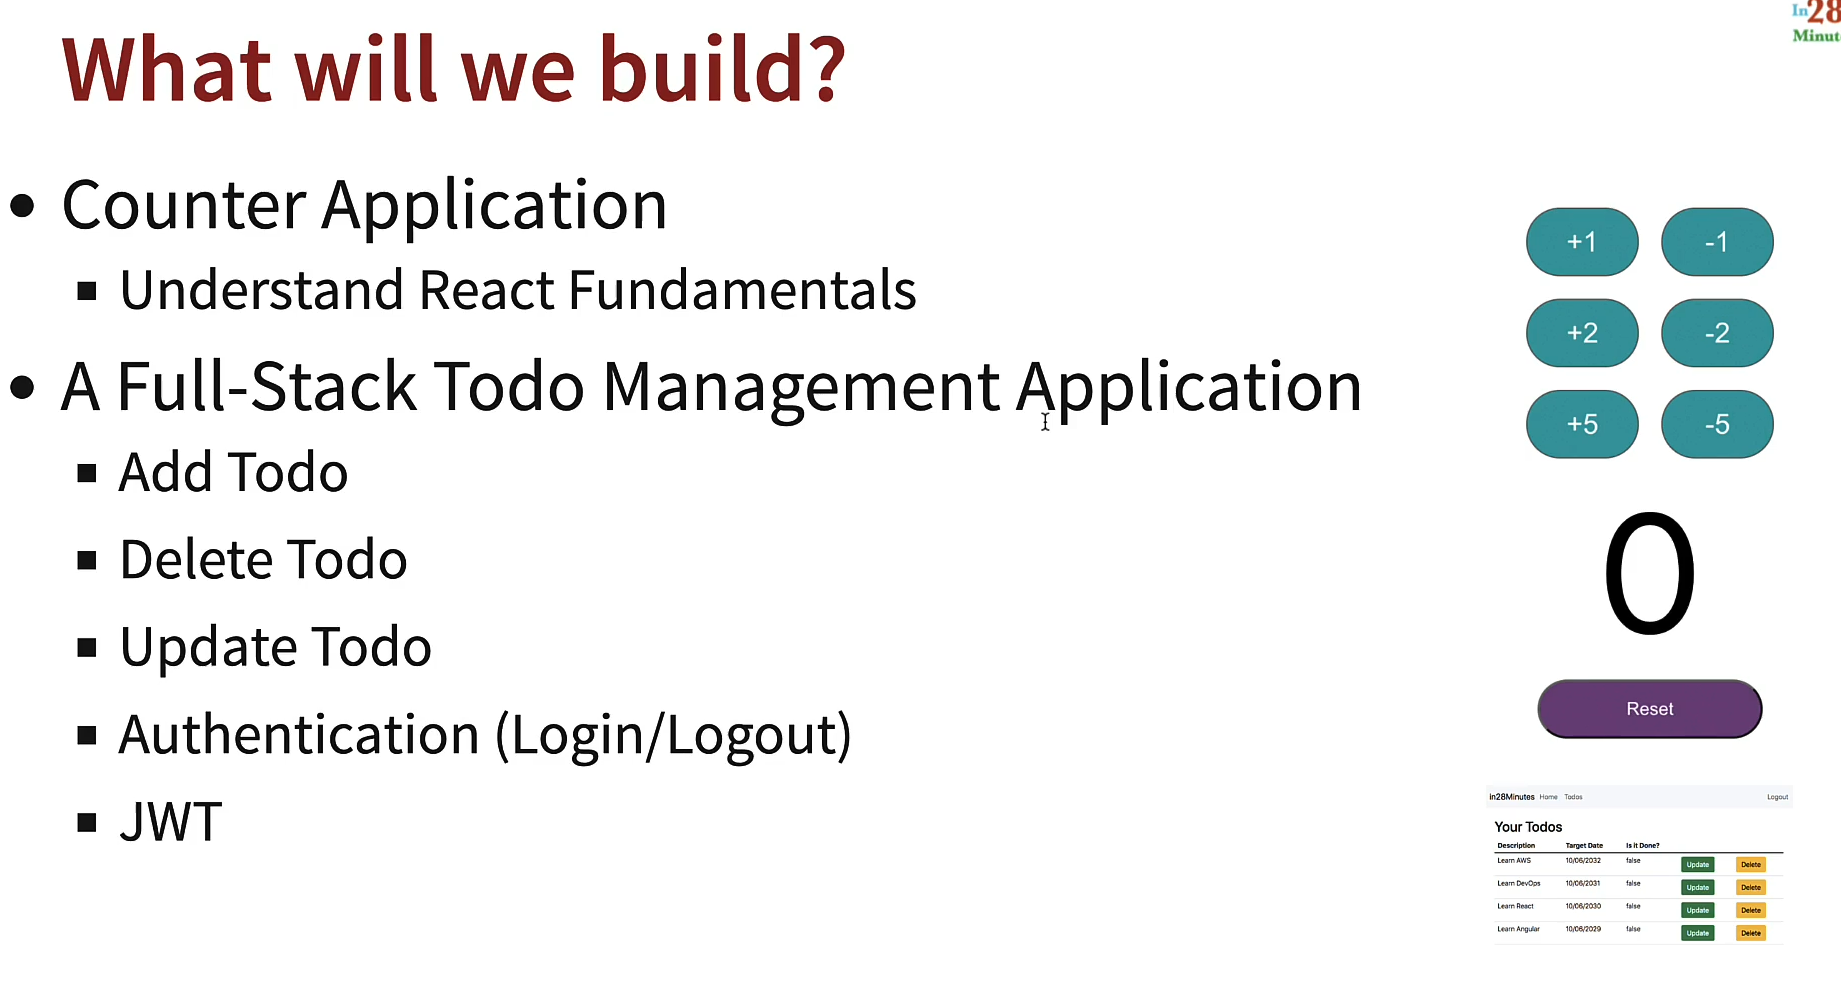 What will we build?
In28
Minut
Counter Application
Understand React Fundamentals
A Full-Stack Todo Management Application
Add Todo
Delete Todo
Update Todo
Authentication (Login/Logout)
JWT
+1 -1
+2 -2
+5 -5
0
Reset
in28Minutes Home Todos Logout
Your Todos
Description Target Date Is it Done?
Learn AWS 10/06/2032 false Update Delete
Learn DevOps 10/06/2031 false Update Delete
Learn React 10/06/2030 false Update Delete
Learn Angular 10/06/2029 false Update Delete